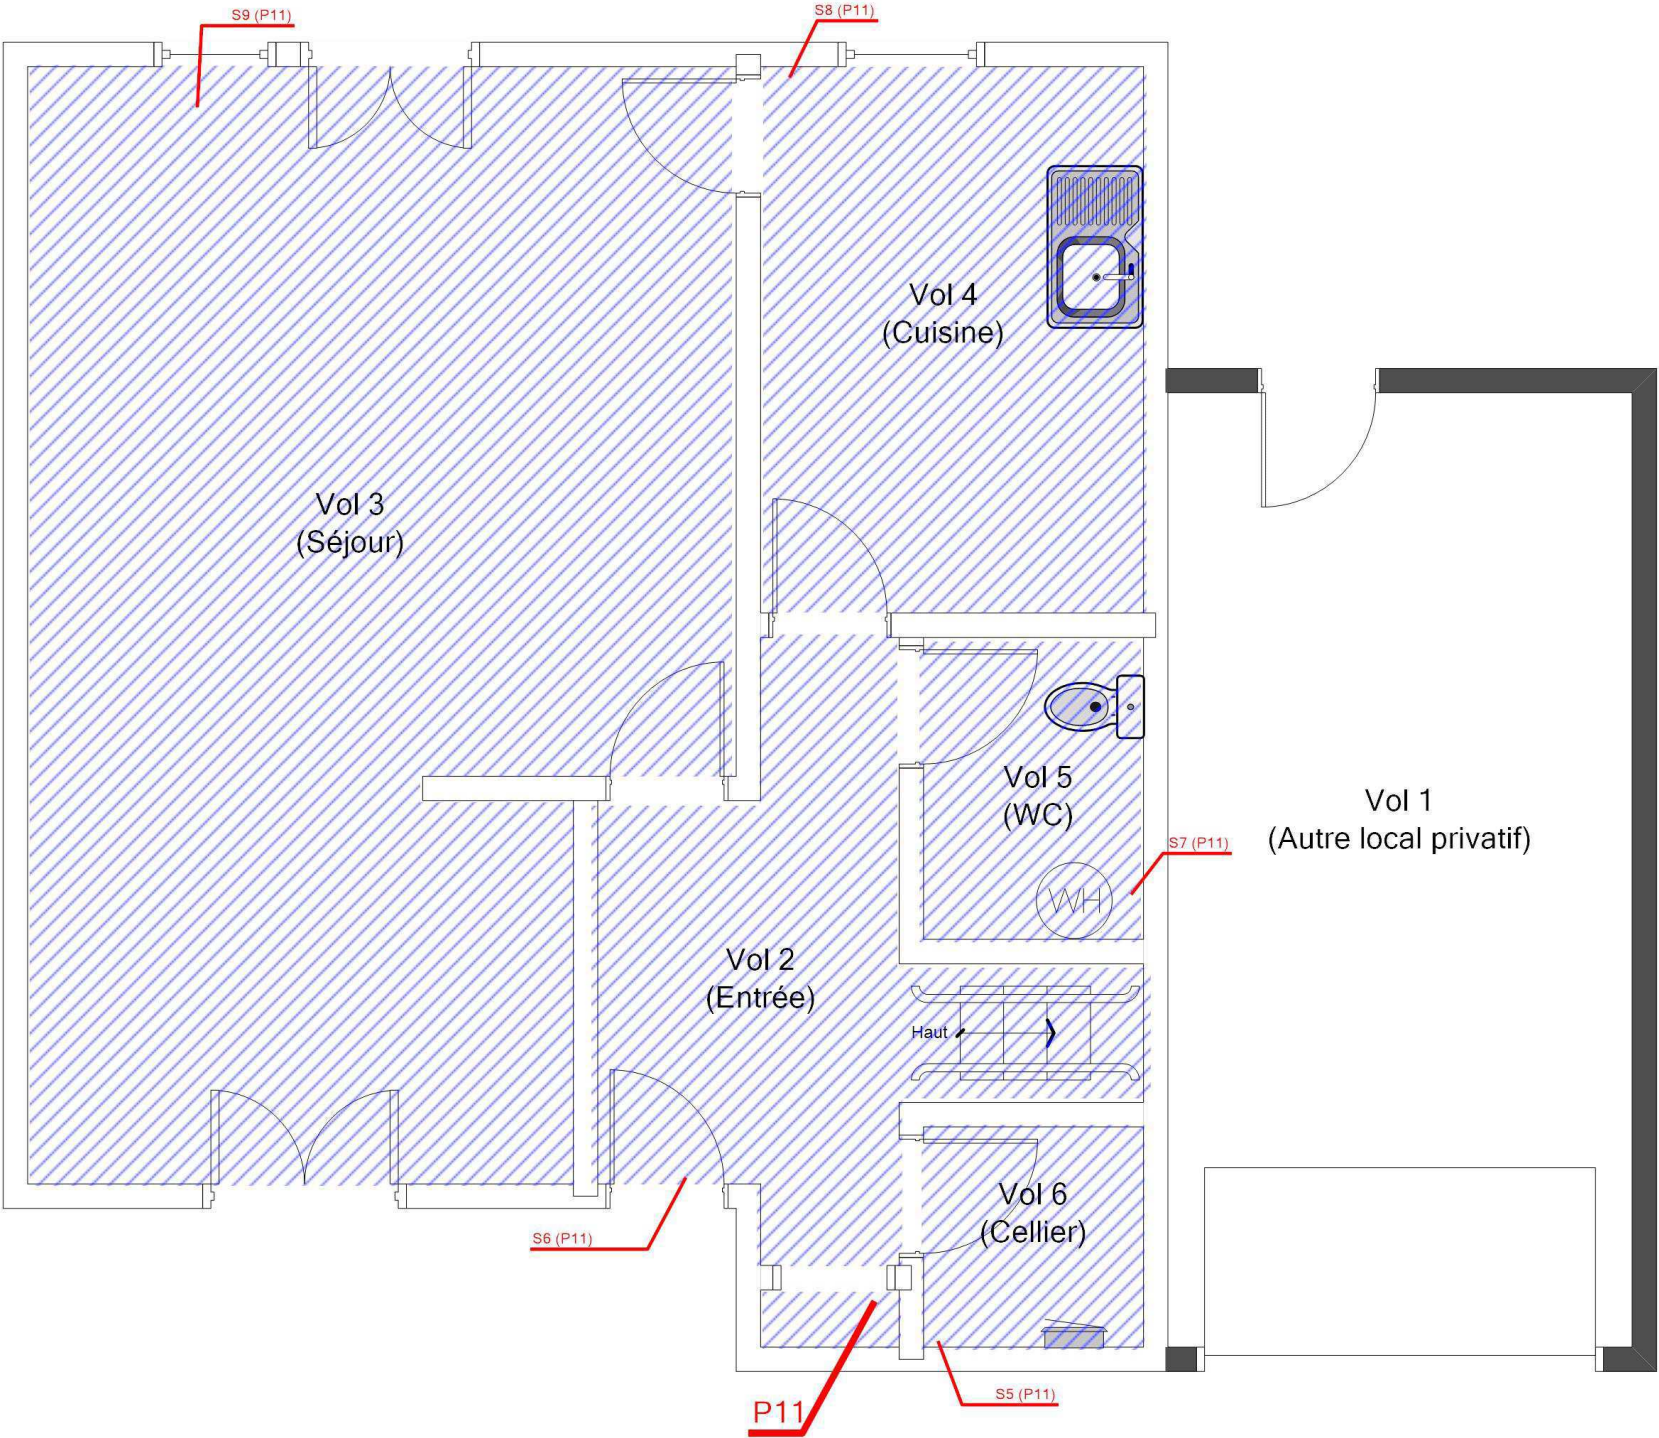 S9 (P11)
S8 (P11)
Vol 4
(Cuisine)
Vol 3
(Séjour)
Vol 5
(WC)
Vol 1
(Autre local privatif)
S7 (P11)
WH
Vol 2
(Entrée)
Haut
Vol 6
(Cellier)
S6 (P11)
S5 (P11)
P11